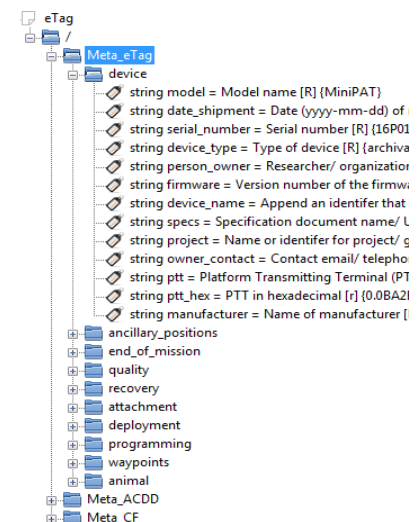 eTag
/
Meta_eTag
device
string model = Model name [R] {MiniPAT}
string date_shipment = Date (yyyy-mm-dd) of
string serial_number = Serial number [R] {16P01
string device_type = Type of device [R] {archiva
string person_owner = Researcher/ organization
string firmware = Version number of the firmwa
string device_name = Append an identifer that
string specs = Specification document name/ U
string project = Name or identifer for project/ g
string owner_contact = Contact email/ telephon
string ptt = Platform Transmitting Terminal (PT
string ptt_hex = PTT in hexadecimal [r] {0.0BA2
string manufacturer = Name of manufacturer [
ancillary_positions
end_of_mission
quality
recovery
attachment
deployment
programming
waypoints
animal
Meta_ACDD
Meta_CF